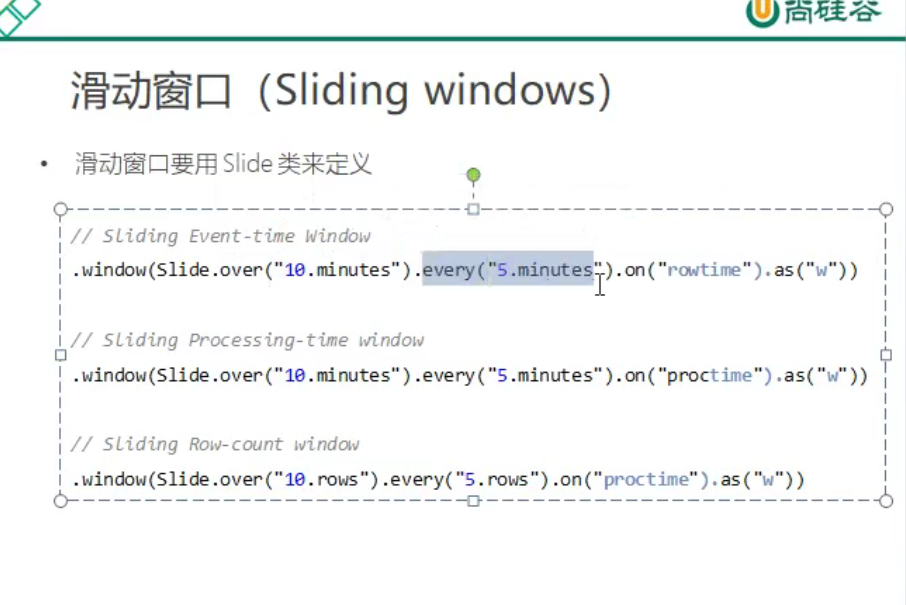 尚硅谷
滑动窗口（Sliding windows）
• 滑动窗口要用 Slide 类来定义
// Sliding Event-time Window
.window(Slide.over("10.minutes").every("5.minutes").on("rowtime").as("w"))
// Sliding Processing-time window
.window(Slide.over("10.minutes").every("5.minutes").on("proctime").as("w"))
// Sliding Row-count window
.window(Slide.over("10.rows").every("5.rows").on("proctime").as("w"))